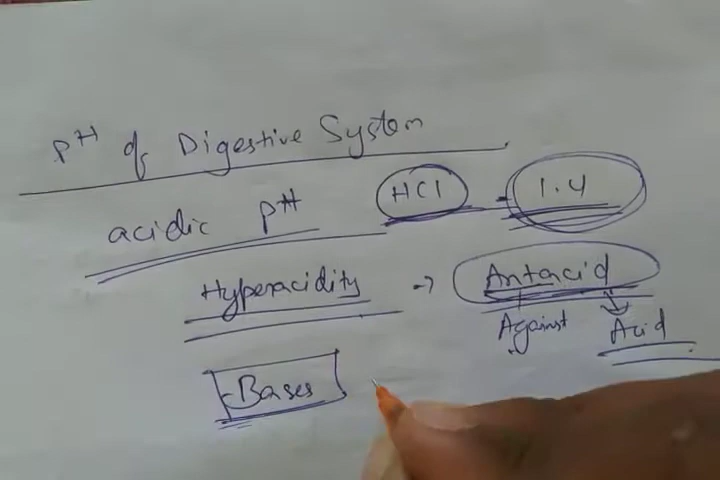 pH of Digestive System
acidic pH HCl - 1.4
Hyperacidity → Antacid
Against Acid
Bases